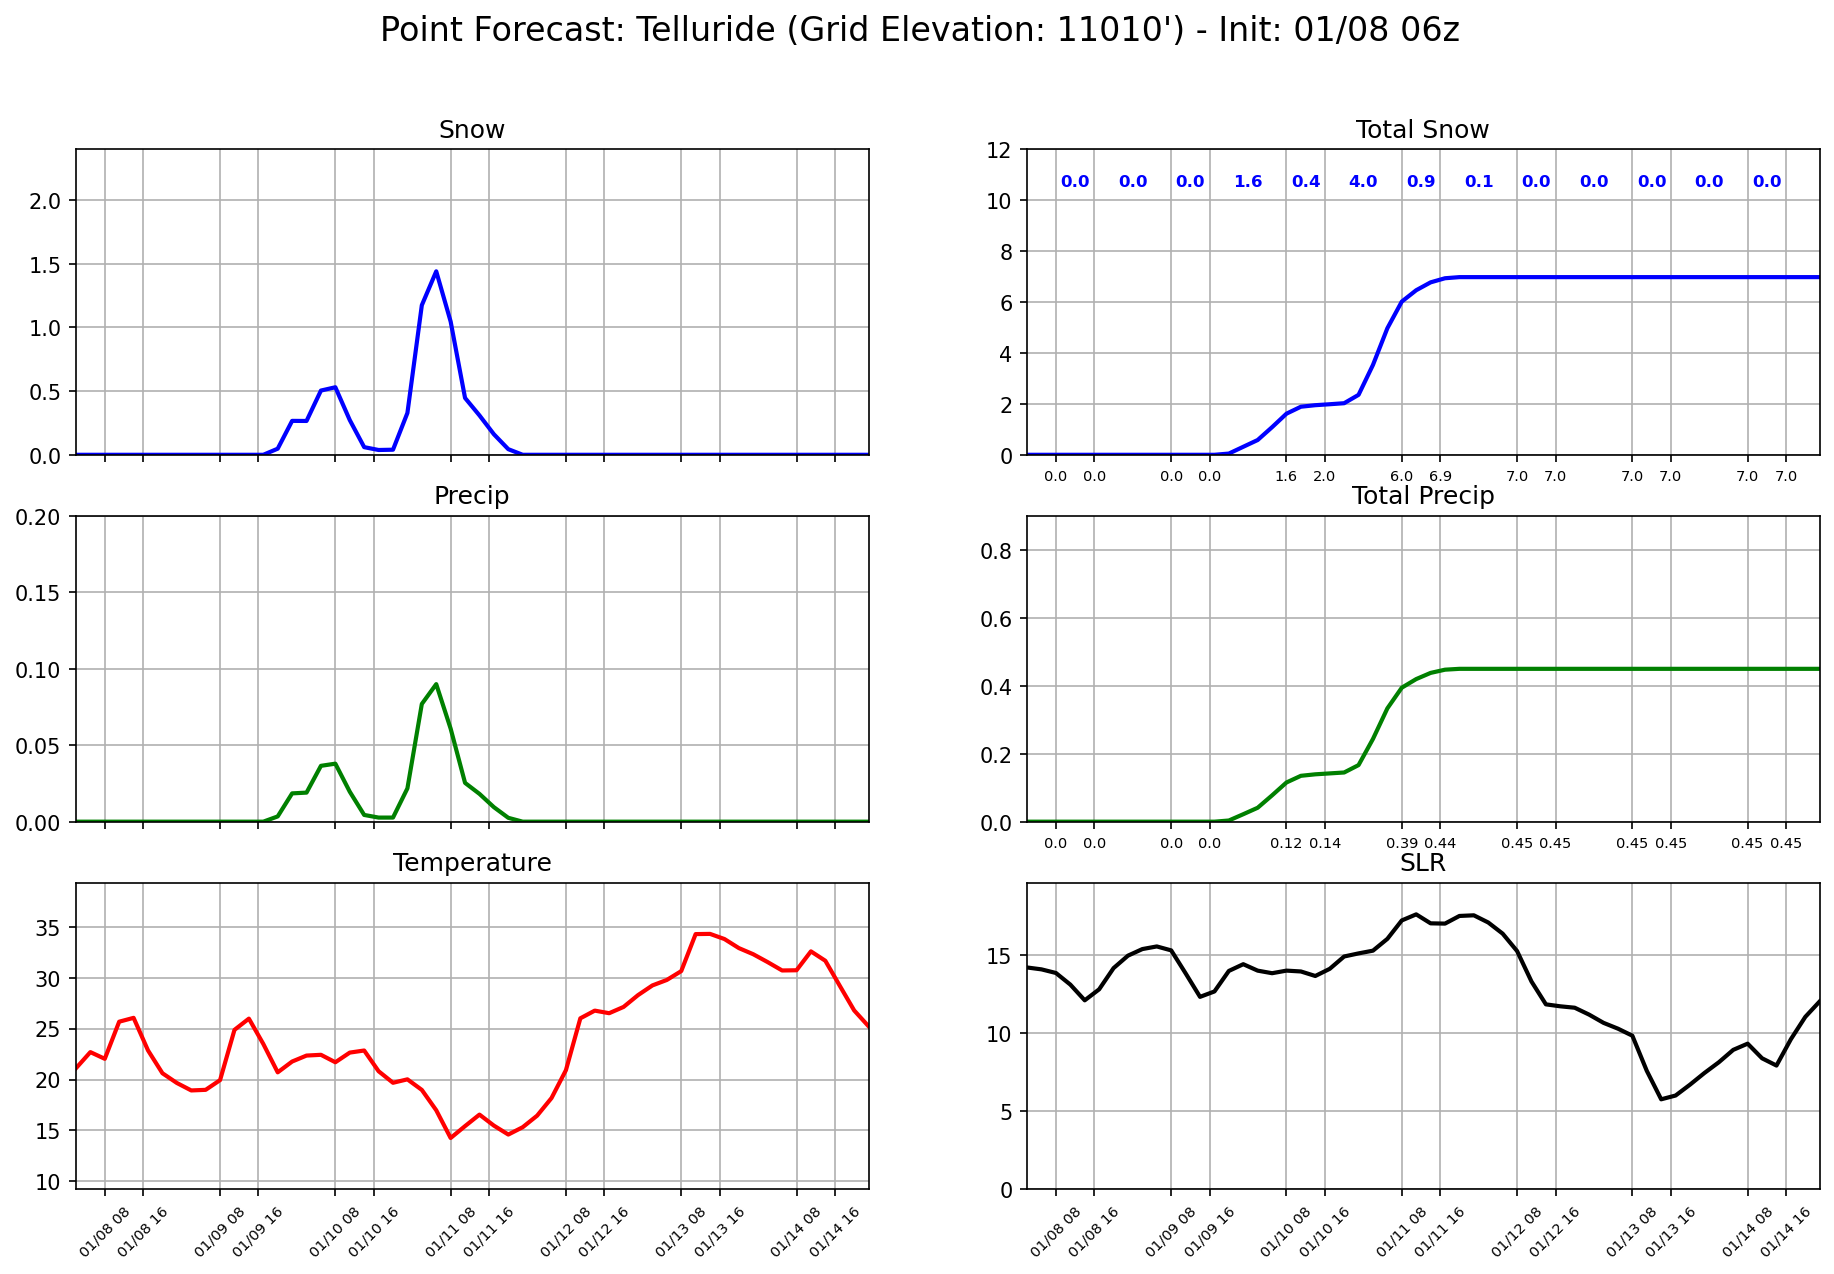 Point Forecast: Telluride (Grid Elevation: 11010') - Init: 01/08 06z
Snow
2.0
1.5
1.0
0.5
0.0
Total Snow
12
10
8
6
4
2
0
0.0 0.0 0.0 1.6 0.4 4.0 0.9 0.1 0.0 0.0 0.0 0.0 0.0
0.0 0.0 0.0 0.0 1.6 2.0 6.0 6.9 7.0 7.0 7.0 7.0 7.0 7.0
Precip
0.20
0.15
0.10
0.05
0.00
Total Precip
0.8
0.6
0.4
0.2
0.0
0.0 0.0 0.0 0.0 0.12 0.14 0.39 0.44 0.45 0.45 0.45 0.45 0.45 0.45
Temperature
35
30
25
20
15
10
01/08 08 01/08 16 01/09 08 01/09 16 01/10 08 01/10 16 01/11 08 01/11 16 01/12 08 01/12 16 01/13 08 01/13 16 01/14 08 01/14 16
SLR
15
10
5
0
01/08 08 01/08 16 01/09 08 01/09 16 01/10 08 01/10 16 01/11 08 01/11 16 01/12 08 01/12 16 01/13 08 01/13 16 01/14 08 01/14 16